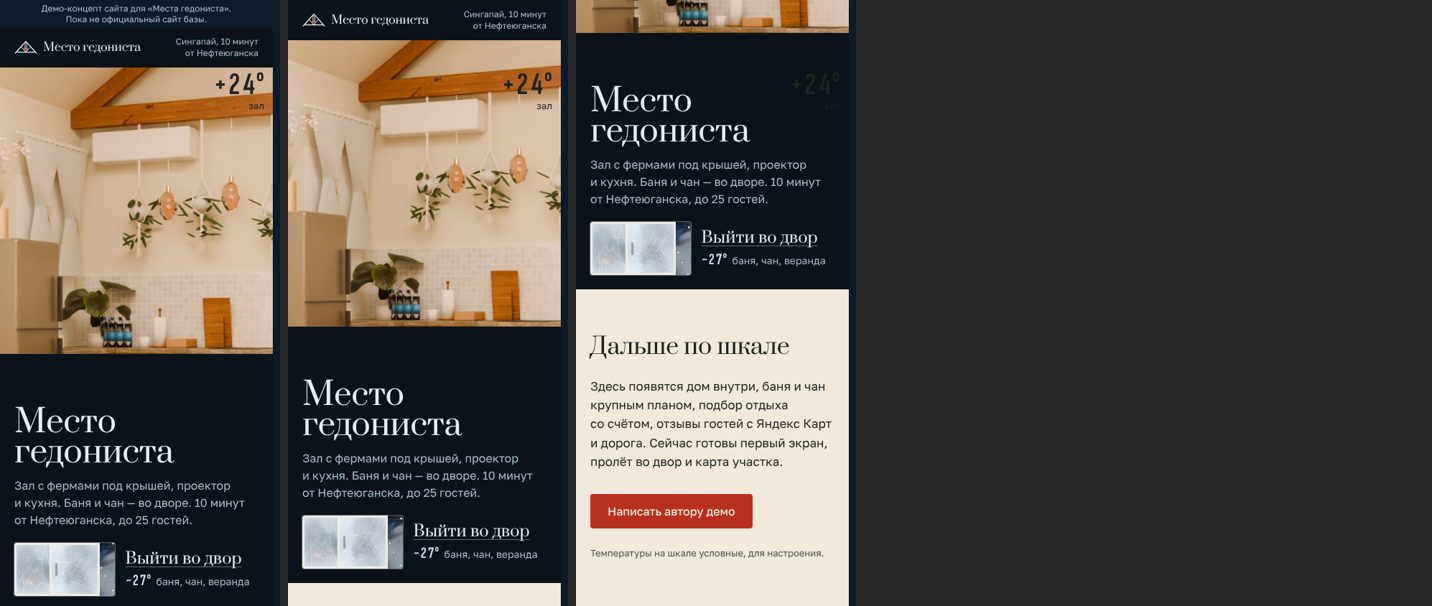 Демо-концепт сайта для «Места гедониста».
Пока не официальный сайт базы.
Место гедониста
Сингапай, 10 минут
от Нефтеюганска
+24°
зал
Место
гедониста
Зал с фермами под крышей, проектор
и кухня. Баня и чан — во дворе. 10 минут
от Нефтеюганска, до 25 гостей.
Выйти во двор
-27° баня, чан, веранда
Место гедониста
Сингапай, 10 минут
от Нефтеюганска
+24°
зал
Место
гедониста
Зал с фермами под крышей, проектор
и кухня. Баня и чан — во дворе. 10 минут
от Нефтеюганска, до 25 гостей.
Выйти во двор
-27° баня, чан, веранда
+24°
зал
Место
гедониста
Зал с фермами под крышей, проектор
и кухня. Баня и чан — во дворе. 10 минут
от Нефтеюганска, до 25 гостей.
Выйти во двор
-27° баня, чан, веранда
Дальше по шкале
Здесь появятся дом внутри, баня и чан
крупным планом, подбор отдыха
со счётом, отзывы гостей с Яндекс Карт
и дорога. Сейчас готовы первый экран,
пролёт во двор и карта участка.
Написать автору демо
Температуры на шкале условные, для настроения.